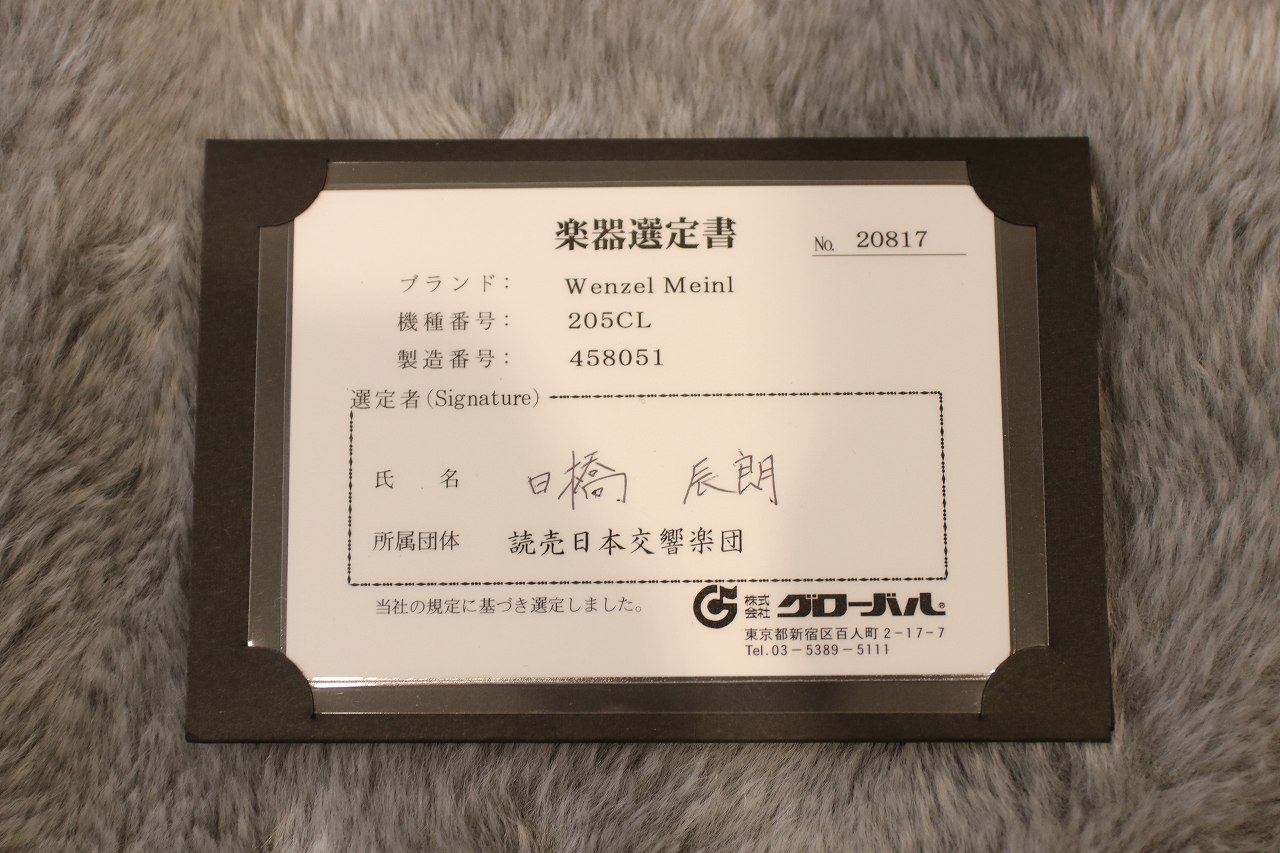 楽器選定書
No. 20817
ブランド： Wenzel Meinl
機種番号： 205CL
製造番号： 458051
選定者(Signature)
氏 名 日橋 辰朗
所属団体 読売日本交響楽団
当社の規定に基づき選定しました。
株式会社 グローバル®
東京都新宿区百人町2-17-7
Tel.03-5389-5111